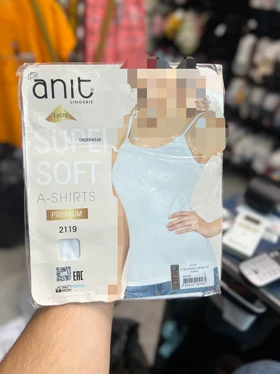 anit
LINGERIE
Lycra
UNDERWEAR
SUPER
SOFT
A-SHIRTS
PREMIUM
2119
EAC